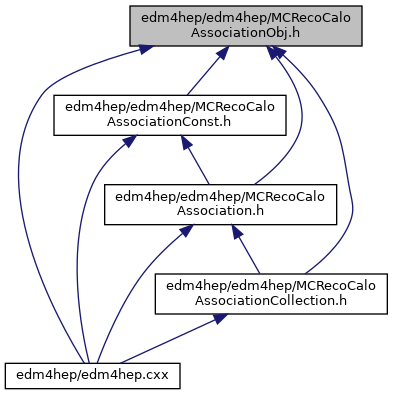 edm4hep/edm4hep/MCRecoCalo
AssociationObj.h
edm4hep/edm4hep/MCRecoCalo
AssociationConst.h
edm4hep/edm4hep/MCRecoCalo
Association.h
edm4hep/edm4hep/MCRecoCalo
AssociationCollection.h
edm4hep/edm4hep.cxx